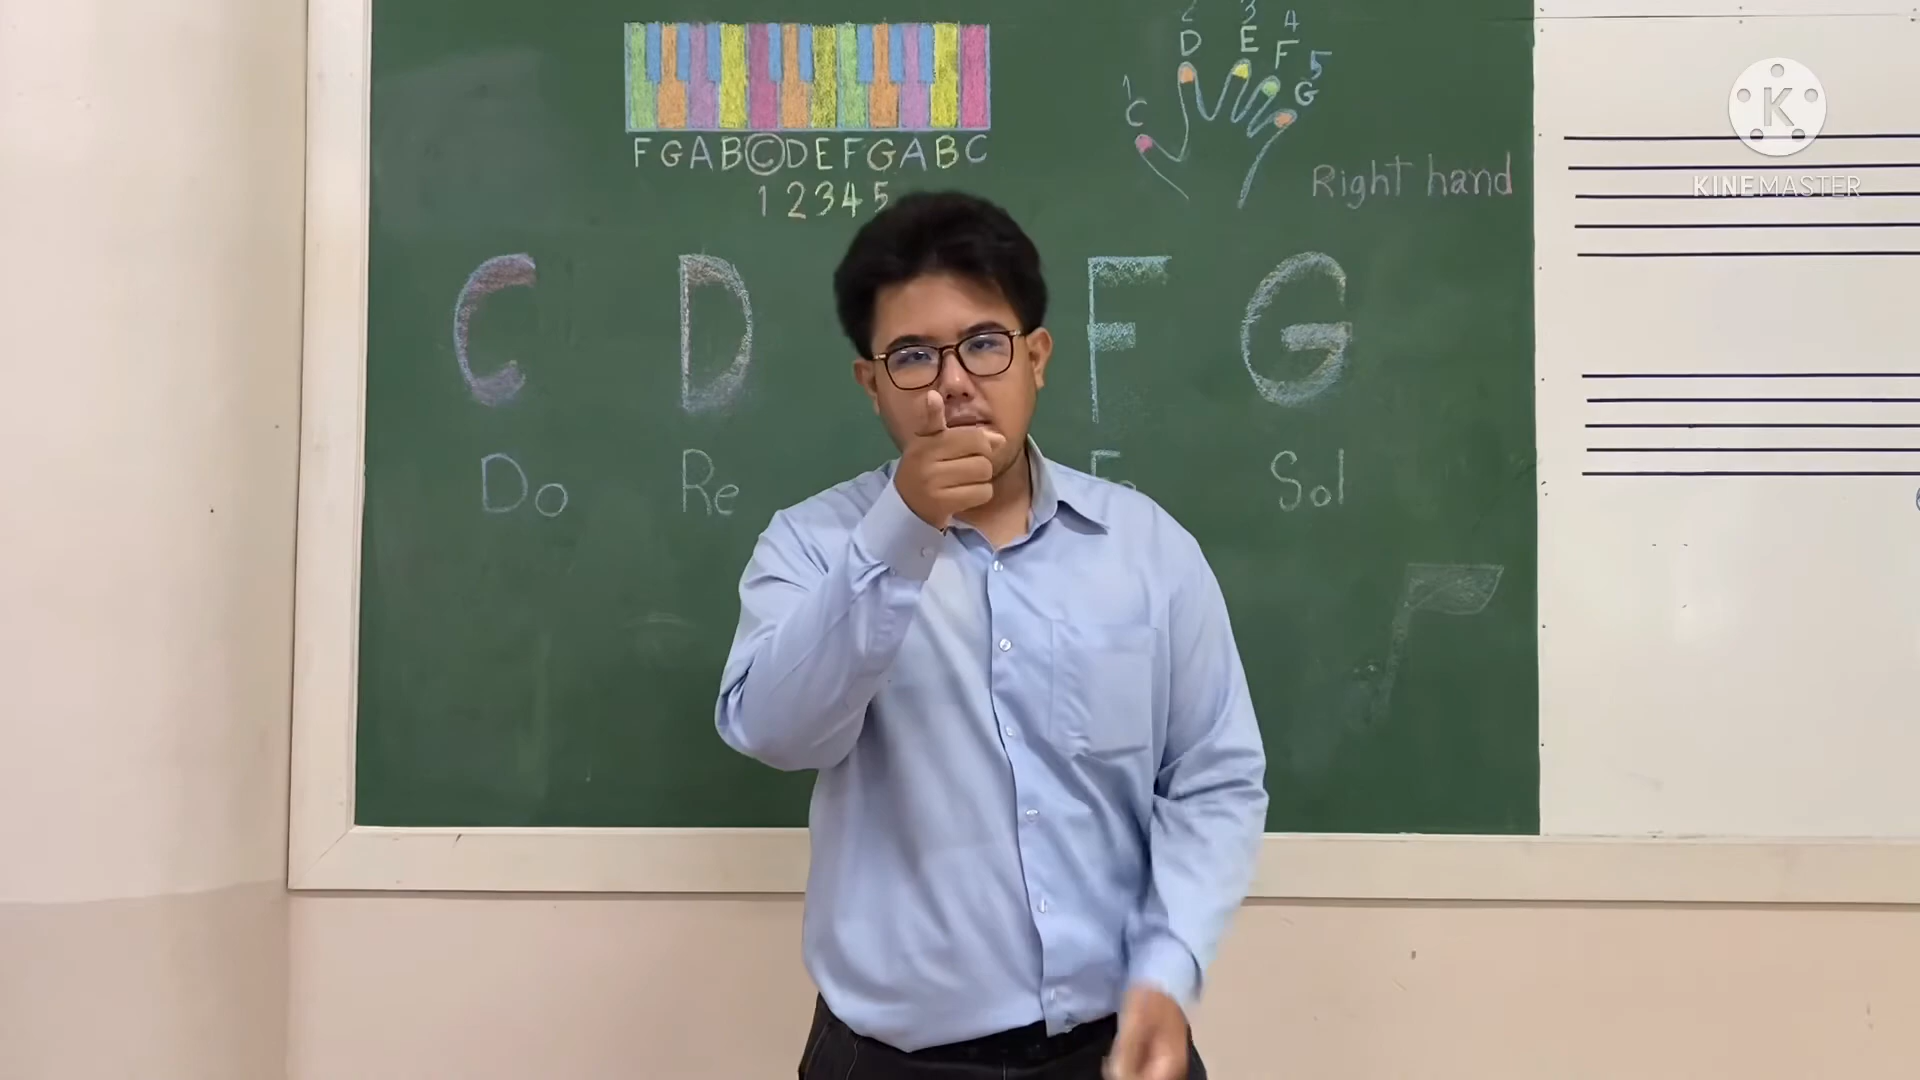 2 3 4
D E F 5
1 G
C
F G A B C D E F G A B C
1 2 3 4 5
Right hand
K
KINEMASTER
C D F G
Do Re Sol